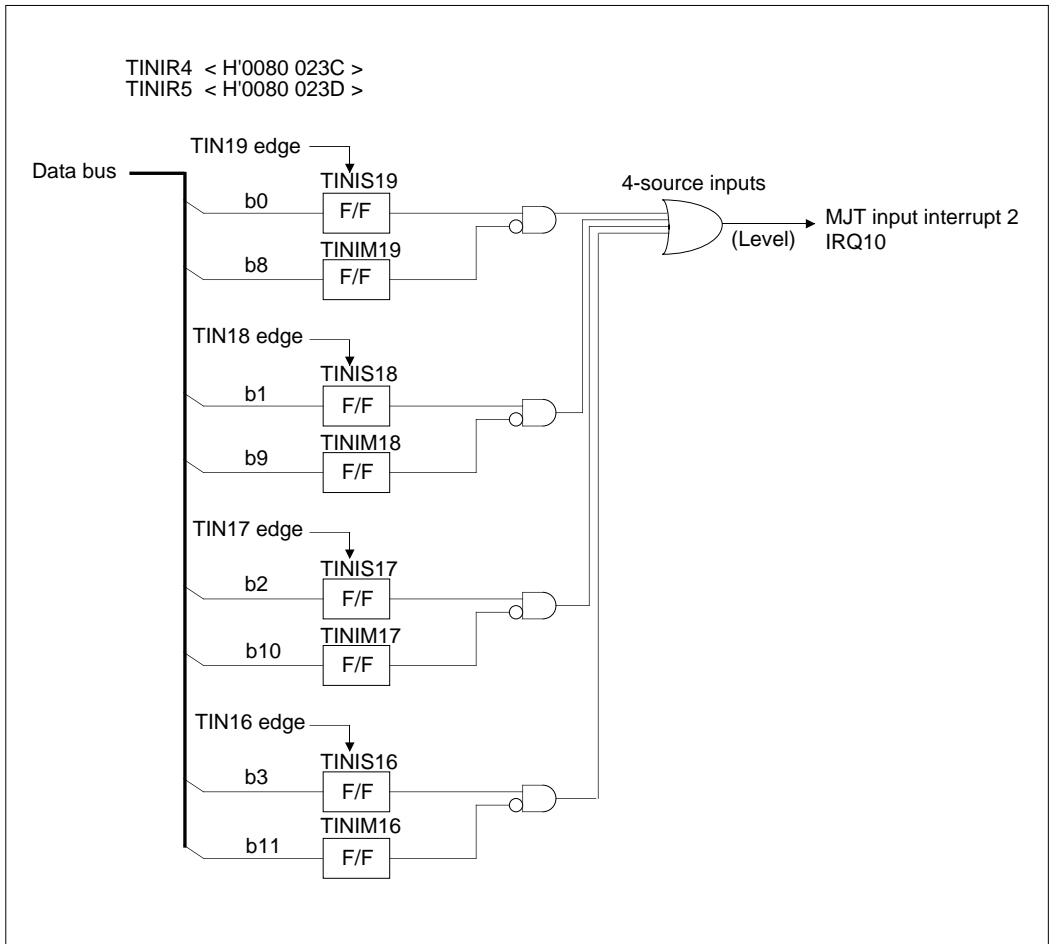 TINIR4 < H'0080 023C >
TINIR5 < H'0080 023D >
TIN19 edge
Data bus
TINIS19
4-source inputs
b0
F/F
MJT input interrupt 2
(Level)
IRQ10
TINIM19
b8
F/F
TIN18 edge
TINIS18
b1
F/F
TINIM18
b9
F/F
TIN17 edge
TINIS17
b2
F/F
TINIM17
b10
F/F
TIN16 edge
TINIS16
b3
F/F
TINIM16
b11
F/F